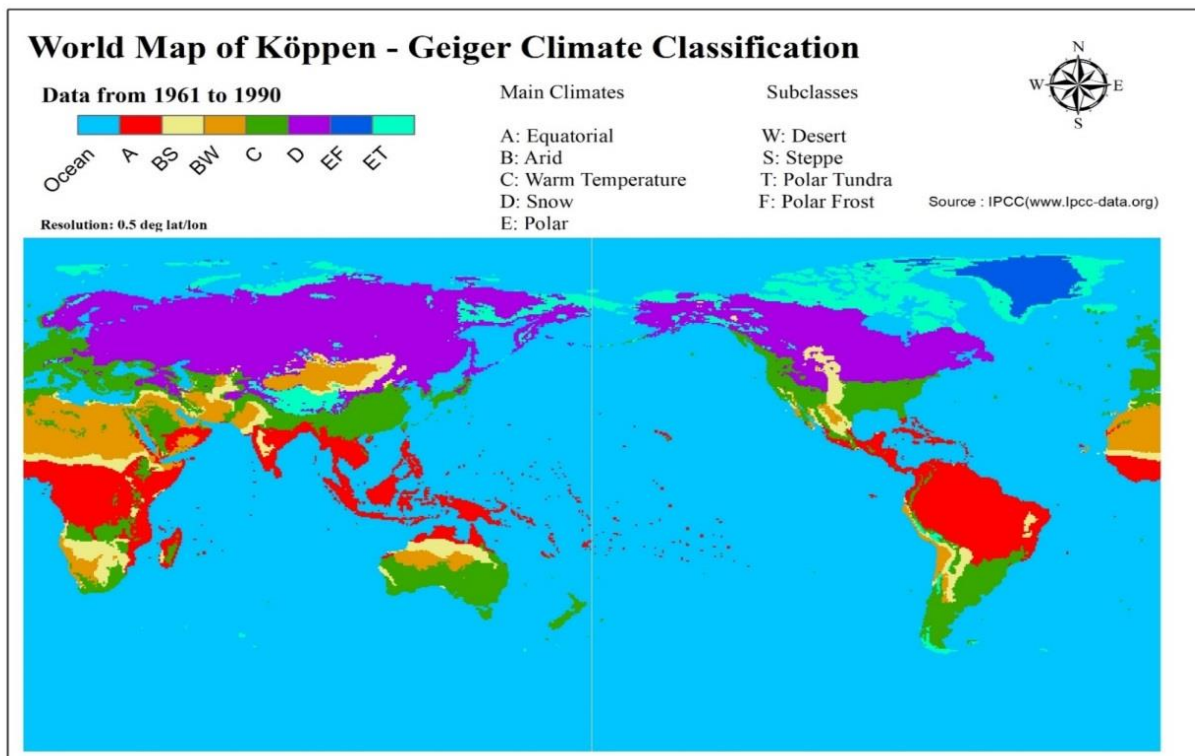 World Map of Köppen - Geiger Climate Classification
Data from 1961 to 1990
Ocean
A
BS
BW
C
D
EF
ET
Resolution: 0.5 deg lat/lon
Main Climates
A: Equatorial
B: Arid
C: Warm Temperature
D: Snow
E: Polar
Subclasses
W: Desert
S: Steppe
T: Polar Tundra
F: Polar Frost
N
W
E
S
Source : IPCC(www.Ipcc-data.org)